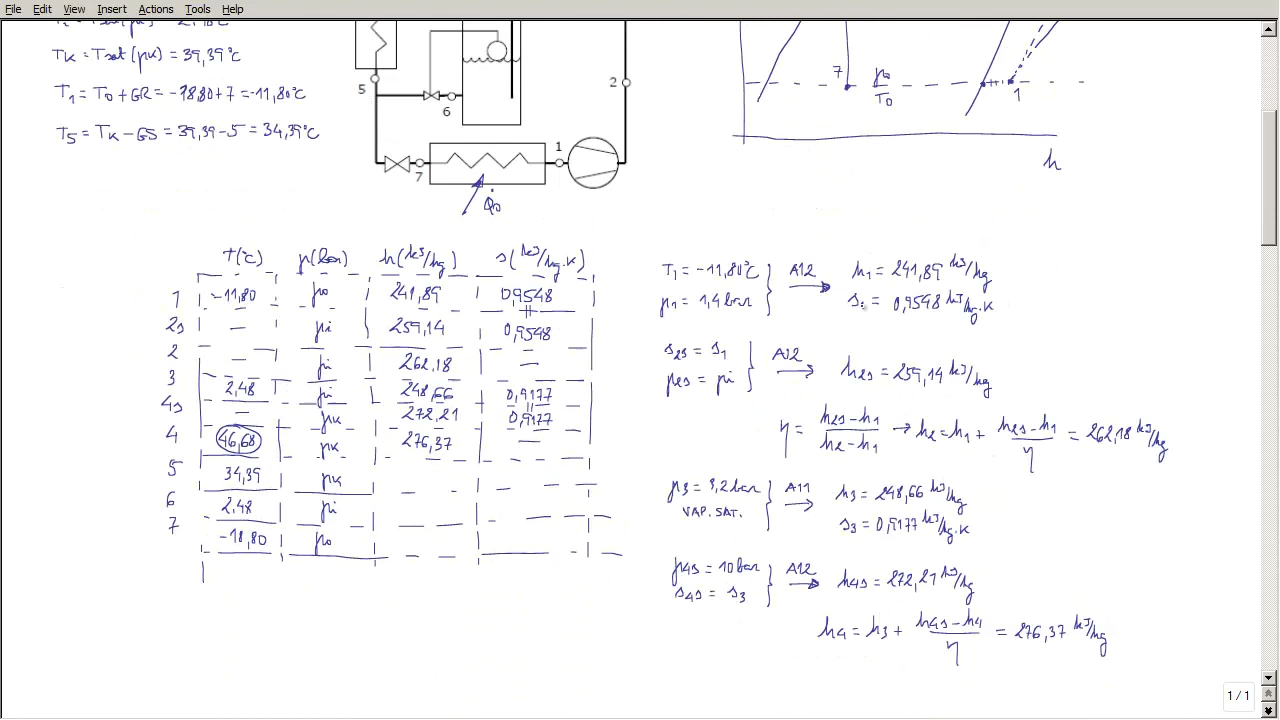 File Edit View Insert Actions Tools Help
TK = Tsat(pK) = 39,39°C
T1 = T0 + GR = -18,80 + 7 = -11,80°C
T5 = TK - GS = 39,39 - 5 = 34,39°C
5
6
2
1
7
Q̇0
7
p0
T0
1
h
T(°C) p(bar) h(kJ/kg) s(kJ/kg.K)
1 -11,80 p0 241,89 0,9548
2s — pi 259,14 0,9548
2 — pi 262,18 —
3 2,48 pi 248,66 0,9177
4s — pK 272,21 0,9177
4 46,68 pK 276,37 —
5 34,39 pK
6 2,48 pi
7 -18,80 p0
T1 = -11,80°C
p1 = 1,4 bar
A12
h1 = 241,89 kJ/kg
s1 = 0,9548 kJ/kg.K
s2s = s1
p2s = pi
A12
h2s = 259,14 kJ/kg
η = (h2s - h1)/(h2 - h1) → h2 = h1 + (h2s - h1)/η = 262,18 kJ/kg
p3 = 3,2 bar
VAP. SAT.
A11
h3 = 248,66 kJ/kg
s3 = 0,9177 kJ/kg.K
p4s = 10 bar
s4s = s3
A12
h4s = 272,21 kJ/kg
h4 = h3 + (h4s - h4)/η = 276,37 kJ/kg
1 / 1